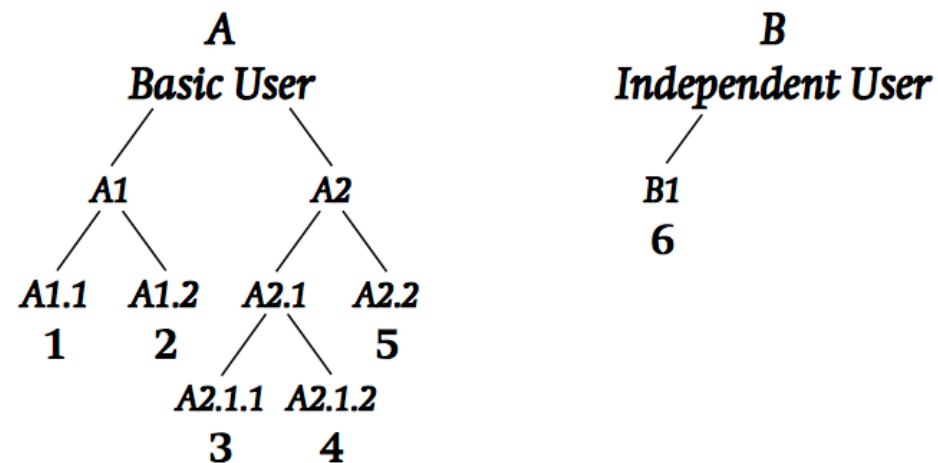 A B
Basic User Independent User
A1 A2 B1
6
A1.1 A1.2 A2.1 A2.2
1 2 5
A2.1.1 A2.1.2
3 4